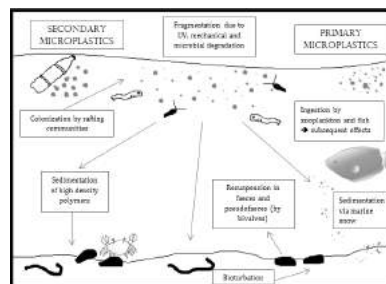 SECONDARY
MICROPLASTICS
Fragmentation due to
UV, mechanical and
microbial degradation
PRIMARY
MICROPLASTICS
Colonization by rafting
communities
Ingestion by
zooplankton and fish
➔ subsequent effects
Sedimentation
of high density
polymers
Resuspension in
faeces and
pseudofaeces (by
bivalves)
Sedimentation
via marine
snow
Bioturbation